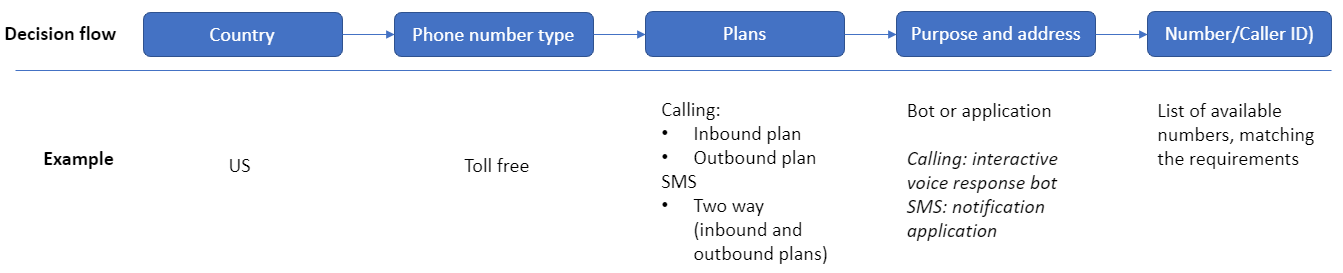 Decision flow
Country
Phone number type
Plans
Purpose and address
Number/Caller ID)
Example
US
Toll free
Calling:
• Inbound plan
• Outbound plan
SMS
• Two way
(inbound and
outbound plans)
Bot or application
Calling: interactive
voice response bot
SMS: notification
application
List of available
numbers, matching
the requirements